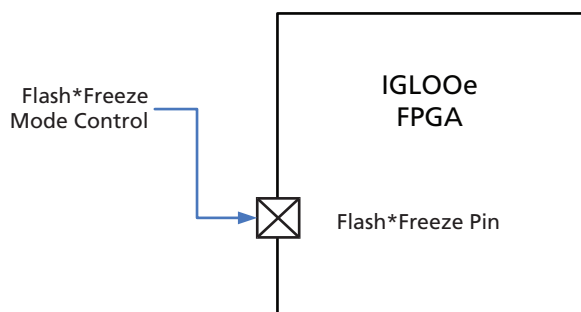 IGLOOe
FPGA
Flash*Freeze
Mode Control
Flash*Freeze Pin